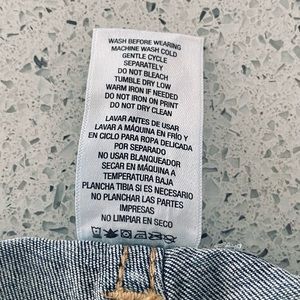 WASH BEFORE WEARING
MACHINE WASH COLD
GENTLE CYCLE
SEPARATELY
DO NOT BLEACH
TUMBLE DRY LOW
WARM IRON IF NEEDED
DO NOT IRON ON PRINT
DO NOT DRY CLEAN
LAVAR ANTES DE USAR
LAVAR A MÁQUINA EN FRÍO Y
EN CICLO PARA ROPA DELICADA
POR SEPARADO
NO USAR BLANQUEADOR
SECAR EN MÁQUINA A
TEMPERATURA BAJA
PLANCHA TIBIA SI ES NECESARIO
NO PLANCHAR LAS PARTES
IMPRESAS
NO LIMPIAR EN SECO